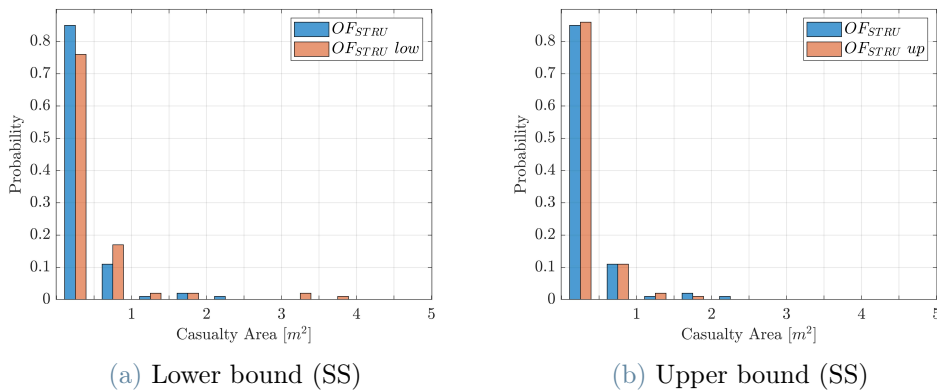 OF_STRU
OF_STRU low
0.8
0.7
0.6
0.5
0.4
0.3
0.2
0.1
0
Probability
1 2 3 4 5
Casualty Area [m²]
(a) Lower bound (SS)
OF_STRU
OF_STRU up
0.8
0.7
0.6
0.5
0.4
0.3
0.2
0.1
0
Probability
1 2 3 4 5
Casualty Area [m²]
(b) Upper bound (SS)